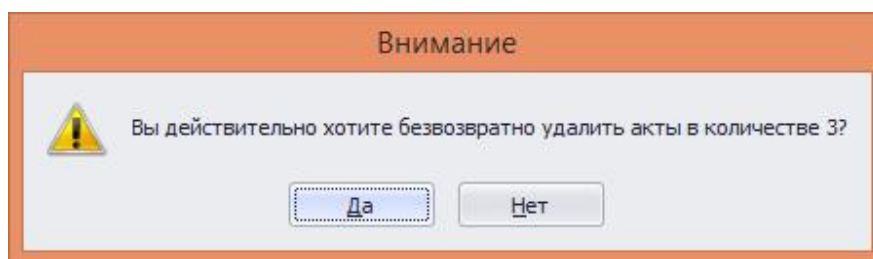 Внимание
Вы действительно хотите безвозвратно удалить акты в количестве 3?
Да
Нет